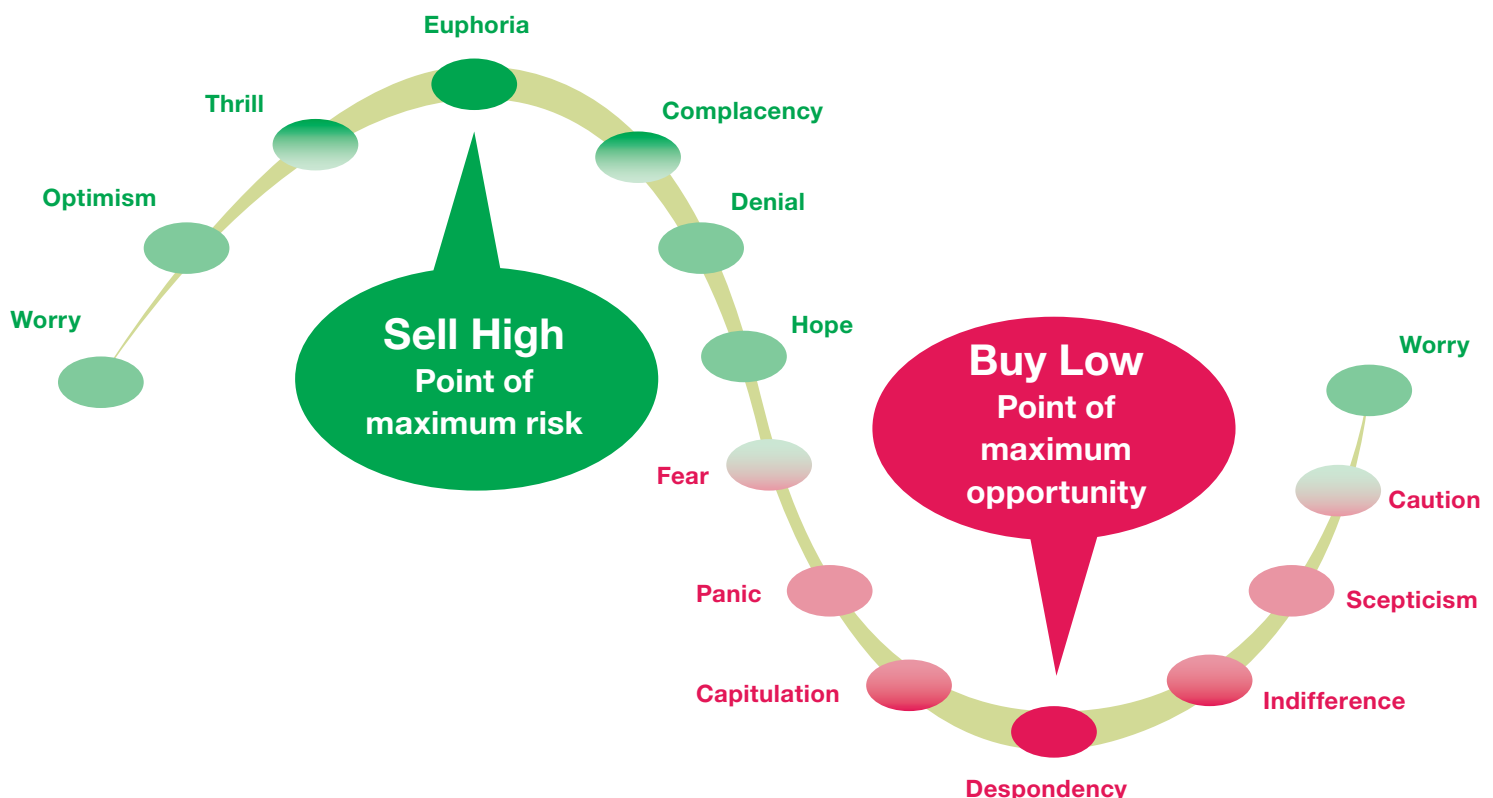 Euphoria
Thrill
Complacency
Optimism
Denial
Worry
Hope
Sell High
Point of
maximum risk
Fear
Panic
Capitulation
Despondency
Buy Low
Point of
maximum
opportunity
Indifference
Scepticism
Caution
Worry